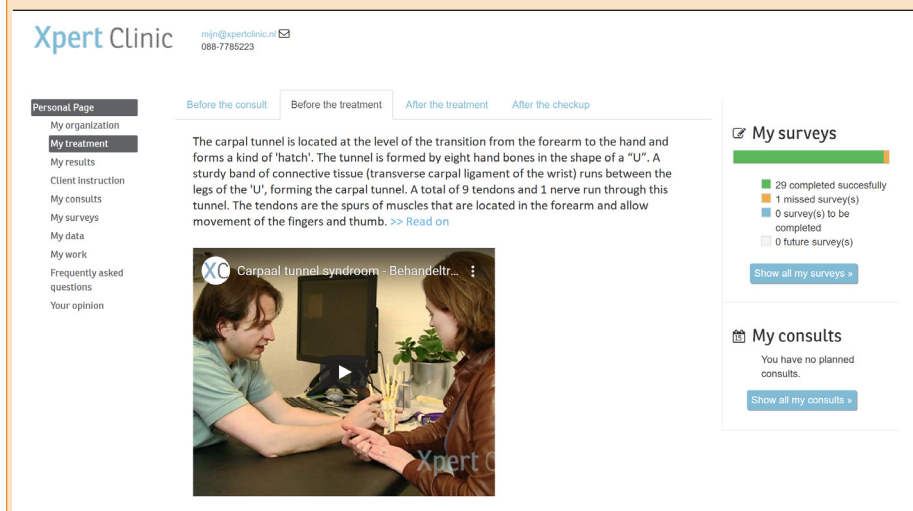 Xpert Clinic
mijn@xpertclinic.nl
088-7785223
Personal Page
My organization
My treatment
My results
Client instruction
My consults
My surveys
My data
My work
Frequently asked
questions
Your opinion
Before the consult
Before the treatment
After the treatment
After the checkup
The carpal tunnel is located at the level of the transition from the forearm to the hand and
forms a kind of 'hatch'. The tunnel is formed by eight hand bones in the shape of a “U”. A
sturdy band of connective tissue (transverse carpal ligament of the wrist) runs between the
legs of the 'U', forming the carpal tunnel. A total of 9 tendons and 1 nerve run through this
tunnel. The tendons are the spurs of muscles that are located in the forearm and allow
movement of the fingers and thumb. >> Read on
XC Carpaal tunnel syndroom - Behandeltr...
Xpert C
My surveys
29 completed succesfully
1 missed survey(s)
0 survey(s) to be
completed
0 future survey(s)
Show all my surveys »
15 My consults
You have no planned
consults.
Show all my consults »